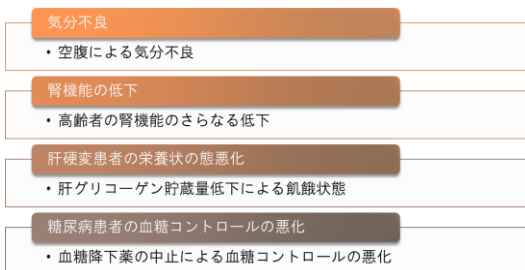 気分不良
• 空腹による気分不良
腎機能の低下
• 高齢者の腎機能のさらなる低下
肝硬変患者の栄養状の態悪化
• 肝グリコーゲン貯蔵量低下による飢餓状態
糖尿病患者の血糖コントロールの悪化
• 血糖降下薬の中止による血糖コントロールの悪化